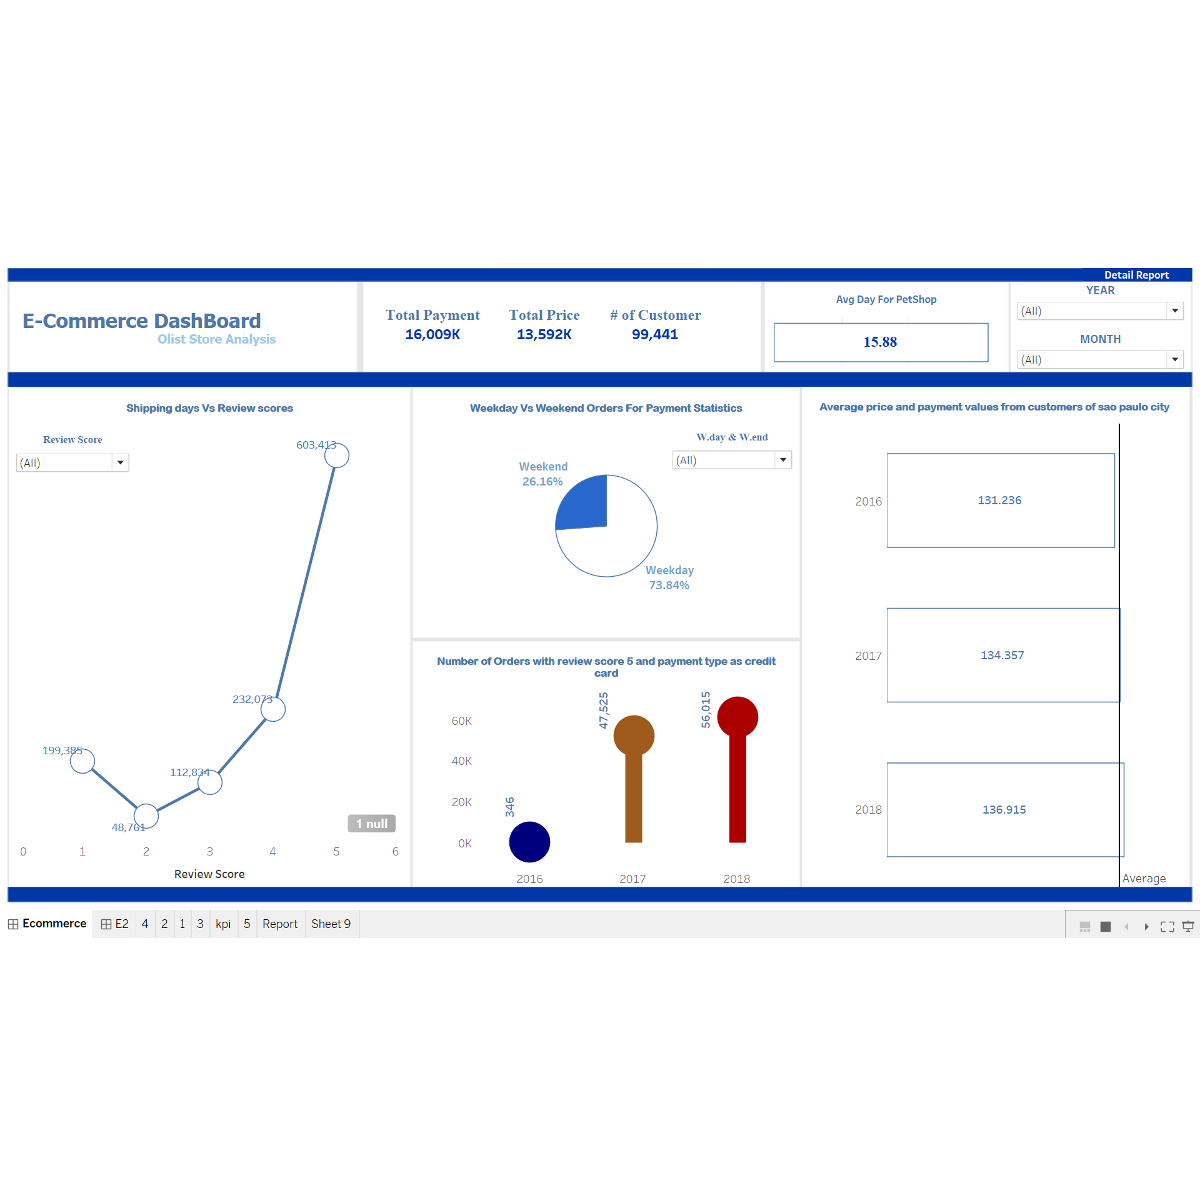 Detail Report
E-Commerce DashBoard
Olist Store Analysis
Total Payment Total Price # of Customer
16,009K 13,592K 99,441
Avg Day For PetShop
15.88
YEAR
(All)
MONTH
(All)
Shipping days Vs Review scores
Review Score
(All)
603,413
232,073
199,385
112,834
48,761
1 null
0 1 2 3 4 5 6
Review Score
Weekday Vs Weekend Orders For Payment Statistics
W.day & W.end
(All)
Weekend
26.16%
Weekday
73.84%
Number of Orders with review score 5 and payment type as credit
card
60K
40K
20K
0K
346
47,525
56,015
2016 2017 2018
Average price and payment values from customers of sao paulo city
2016 131.236
2017 134.357
2018 136.915
Average
Ecommerce E2 4 2 1 3 kpi 5 Report Sheet 9